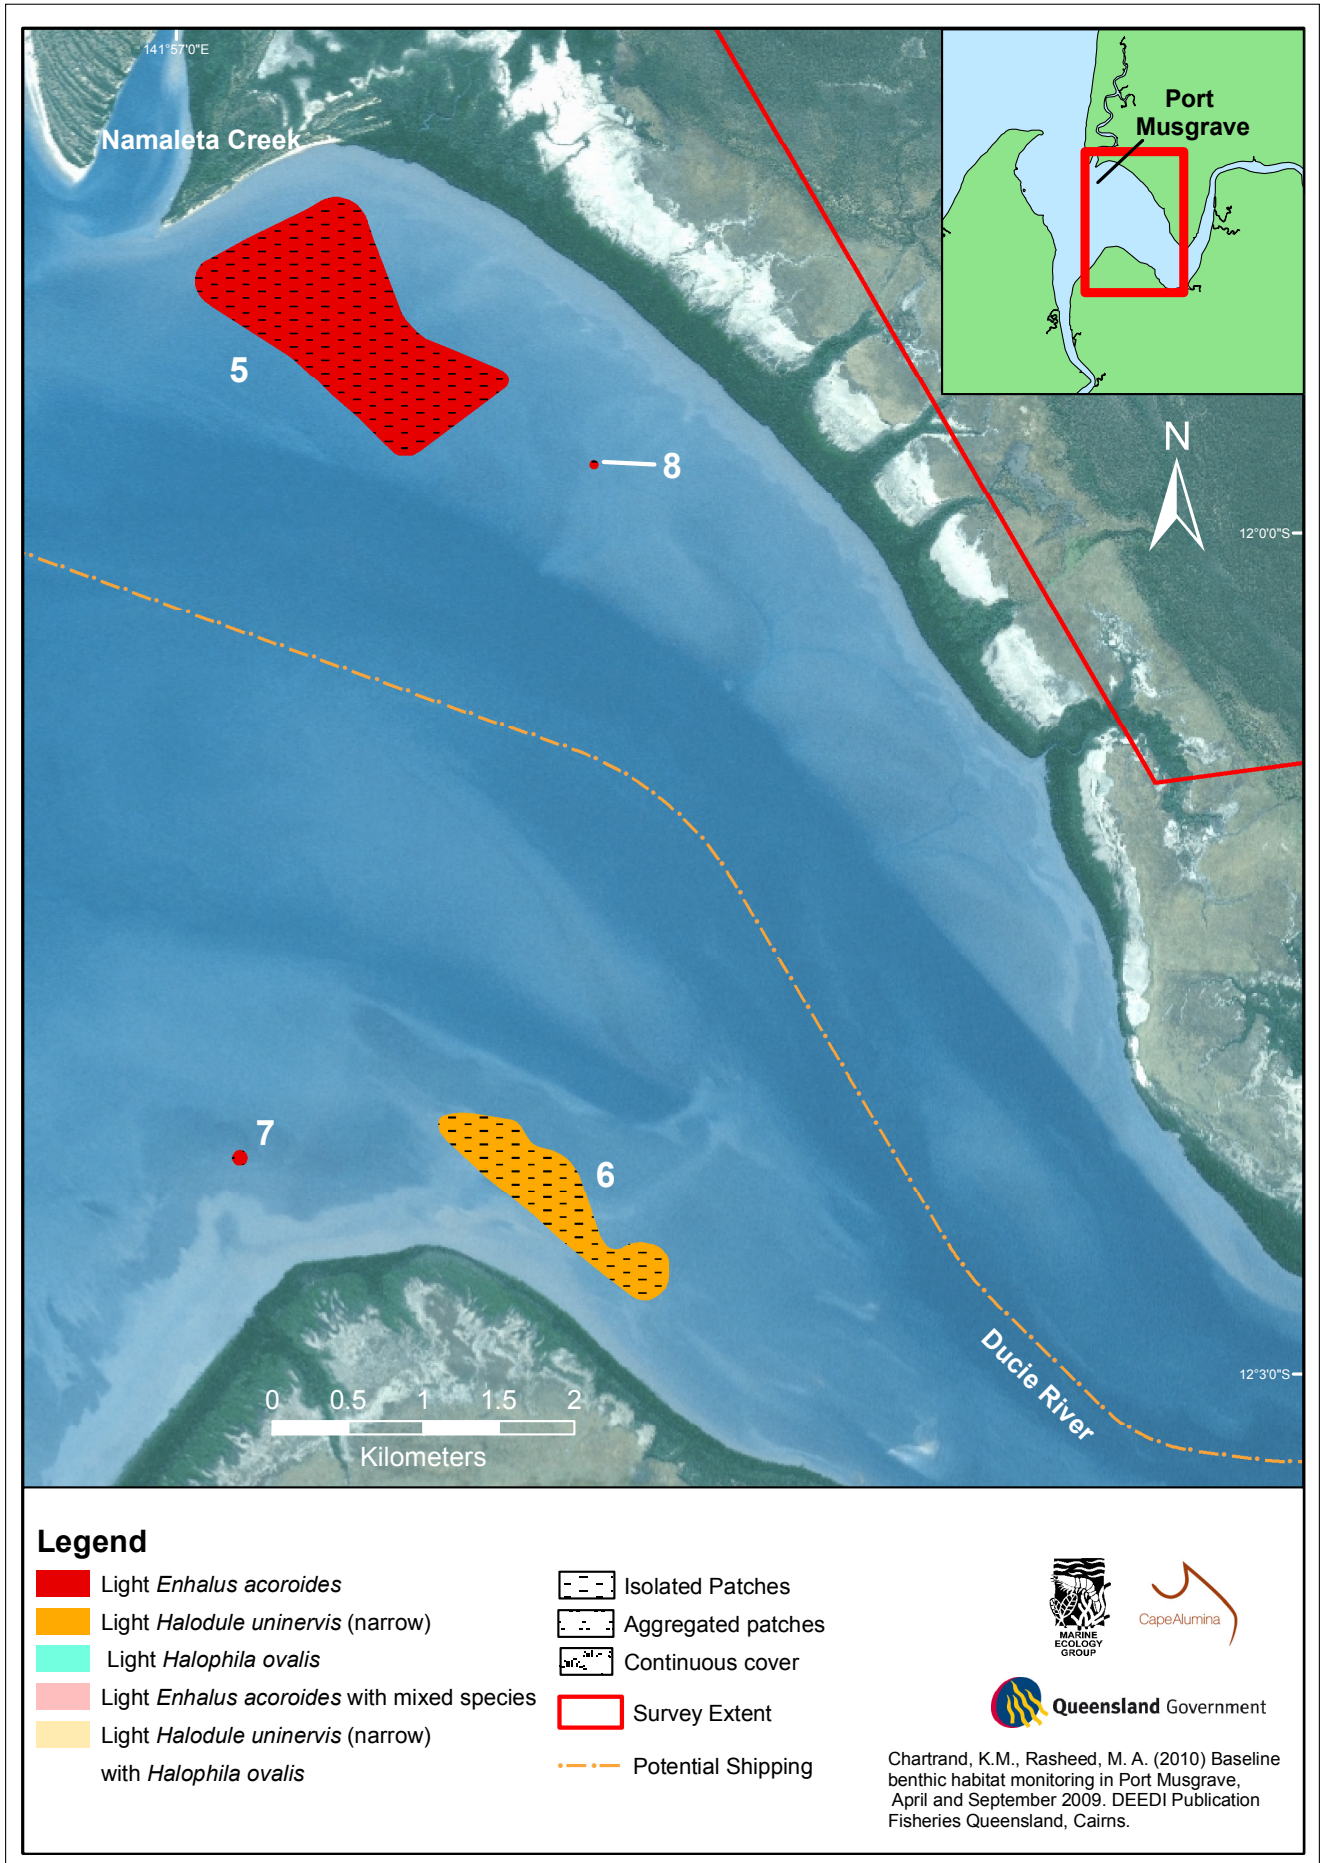 141°57'0"E
Namaleta Creek
Port
Musgrave
5
8
N
12°0'0"S
7
6
Ducie River
12°3'0"S
0 0.5 1 1.5 2
Kilometers
Legend
Light Enhalus acoroides
Light Halodule uninervis (narrow)
Light Halophila ovalis
Light Enhalus acoroides with mixed species
Light Halodule uninervis (narrow)
with Halophila ovalis
Isolated Patches
Aggregated patches
Continuous cover
Survey Extent
Potential Shipping
MARINE
ECOLOGY
GROUP
CapeAlumina
Queensland Government
Chartrand, K.M., Rasheed, M. A. (2010) Baseline
benthic habitat monitoring in Port Musgrave,
April and September 2009. DEEDI Publication
Fisheries Queensland, Cairns.